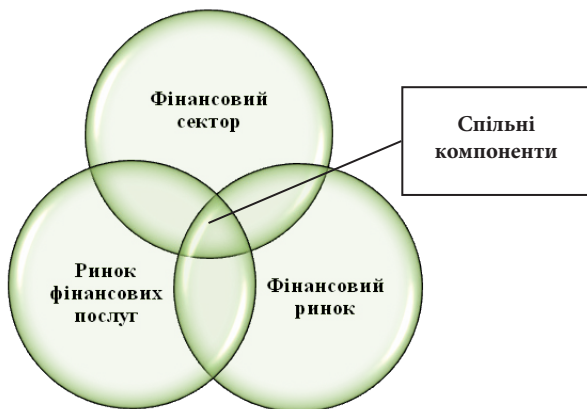 Фінансовий
сектор
Спільні
компоненти
Ринок
фінансових
послуг
Фінансовий
ринок